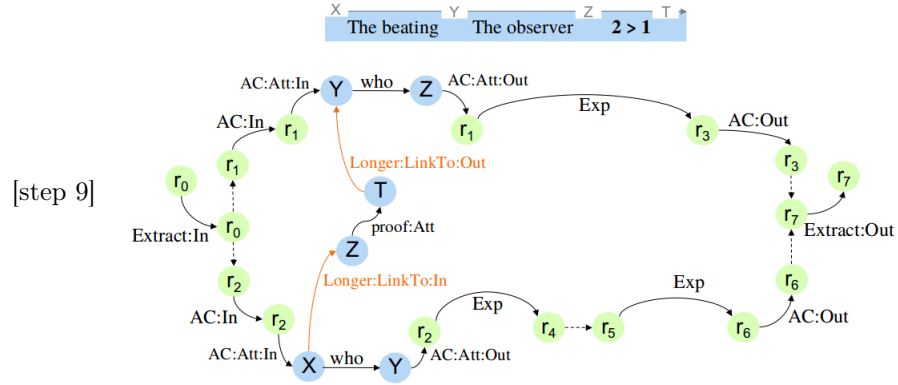 X Y Z T
The beating The observer 2 > 1
AC:Att:In Y who Z AC:Att:Out
AC:In r1 r1 Exp r3 AC:Out
r1 Longer:LinkTo:Out r3
[step 9] r0 T r7
Extract:In r0 proof:Att r7 Extract:Out
Z
r2 Longer:LinkTo:In r6
AC:In r2 Exp Exp
r2 r4 r5 r6 AC:Out
AC:Att:In X who Y AC:Att:Out